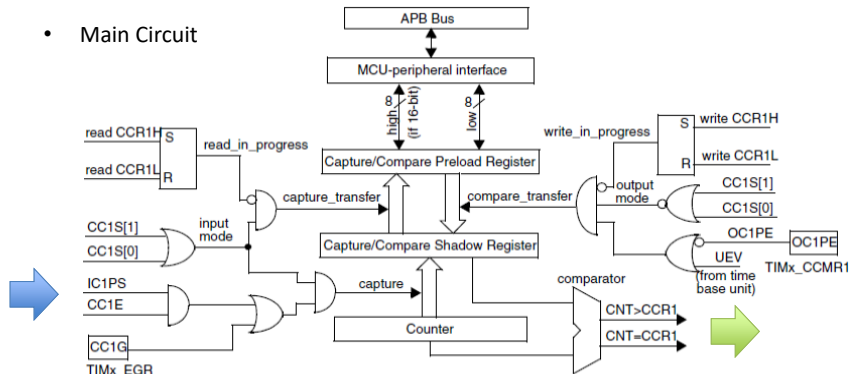 • Main Circuit
APB Bus
MCU-peripheral interface
8
high
(if 16-bit)
8
low
read CCR1H
S
read_in_progress
read CCR1L
R
write_in_progress
S
write CCR1H
R
write CCR1L
Capture/Compare Preload Register
CC1S[1]
CC1S[0]
input
mode
capture_transfer
compare_transfer
output
mode
CC1S[1]
CC1S[0]
Capture/Compare Shadow Register
OC1PE
OC1PE
UEV
TIMx_CCMR1
(from time
base unit)
comparator
IC1PS
CC1E
capture
Counter
CNT>CCR1
CNT=CCR1
CC1G
TIMx_EGR